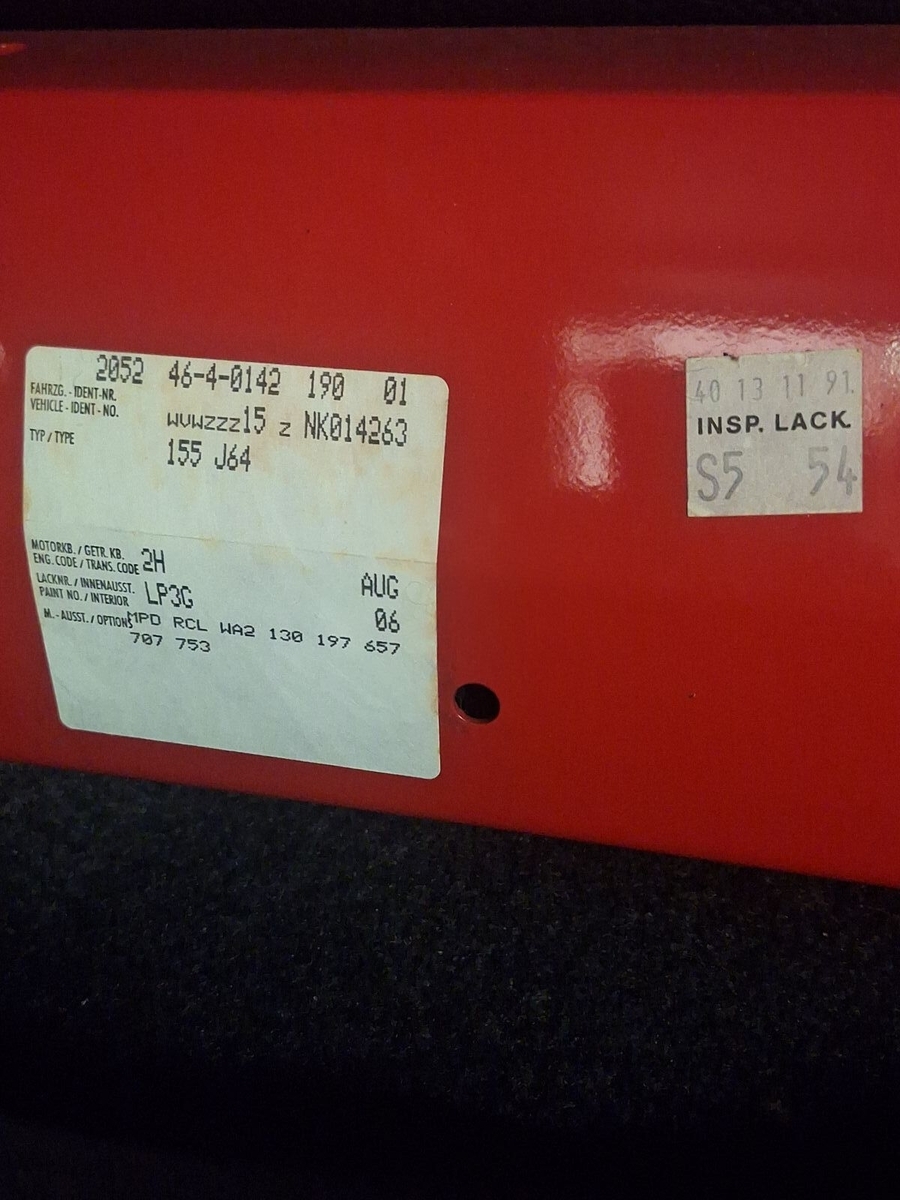 2052 46-4-0142 190 01
FAHRZG. - IDENT-NR.
VEHICLE - IDENT - NO.
WVWZZZ15 Z NK014263
TYP / TYPE
155 J64
MOTORKB. / GETR. KB.
ENG. CODE / TRANS. CODE
2H
AUG
LACKNR. / INNENAUSST.
PAINT NO. / INTERIOR
LP3G
06
M. - AUSST. / OPTIONS
MPD RCL WA2 130 197 657
707 753
40 13 11 91.
INSP. LACK.
S5 54